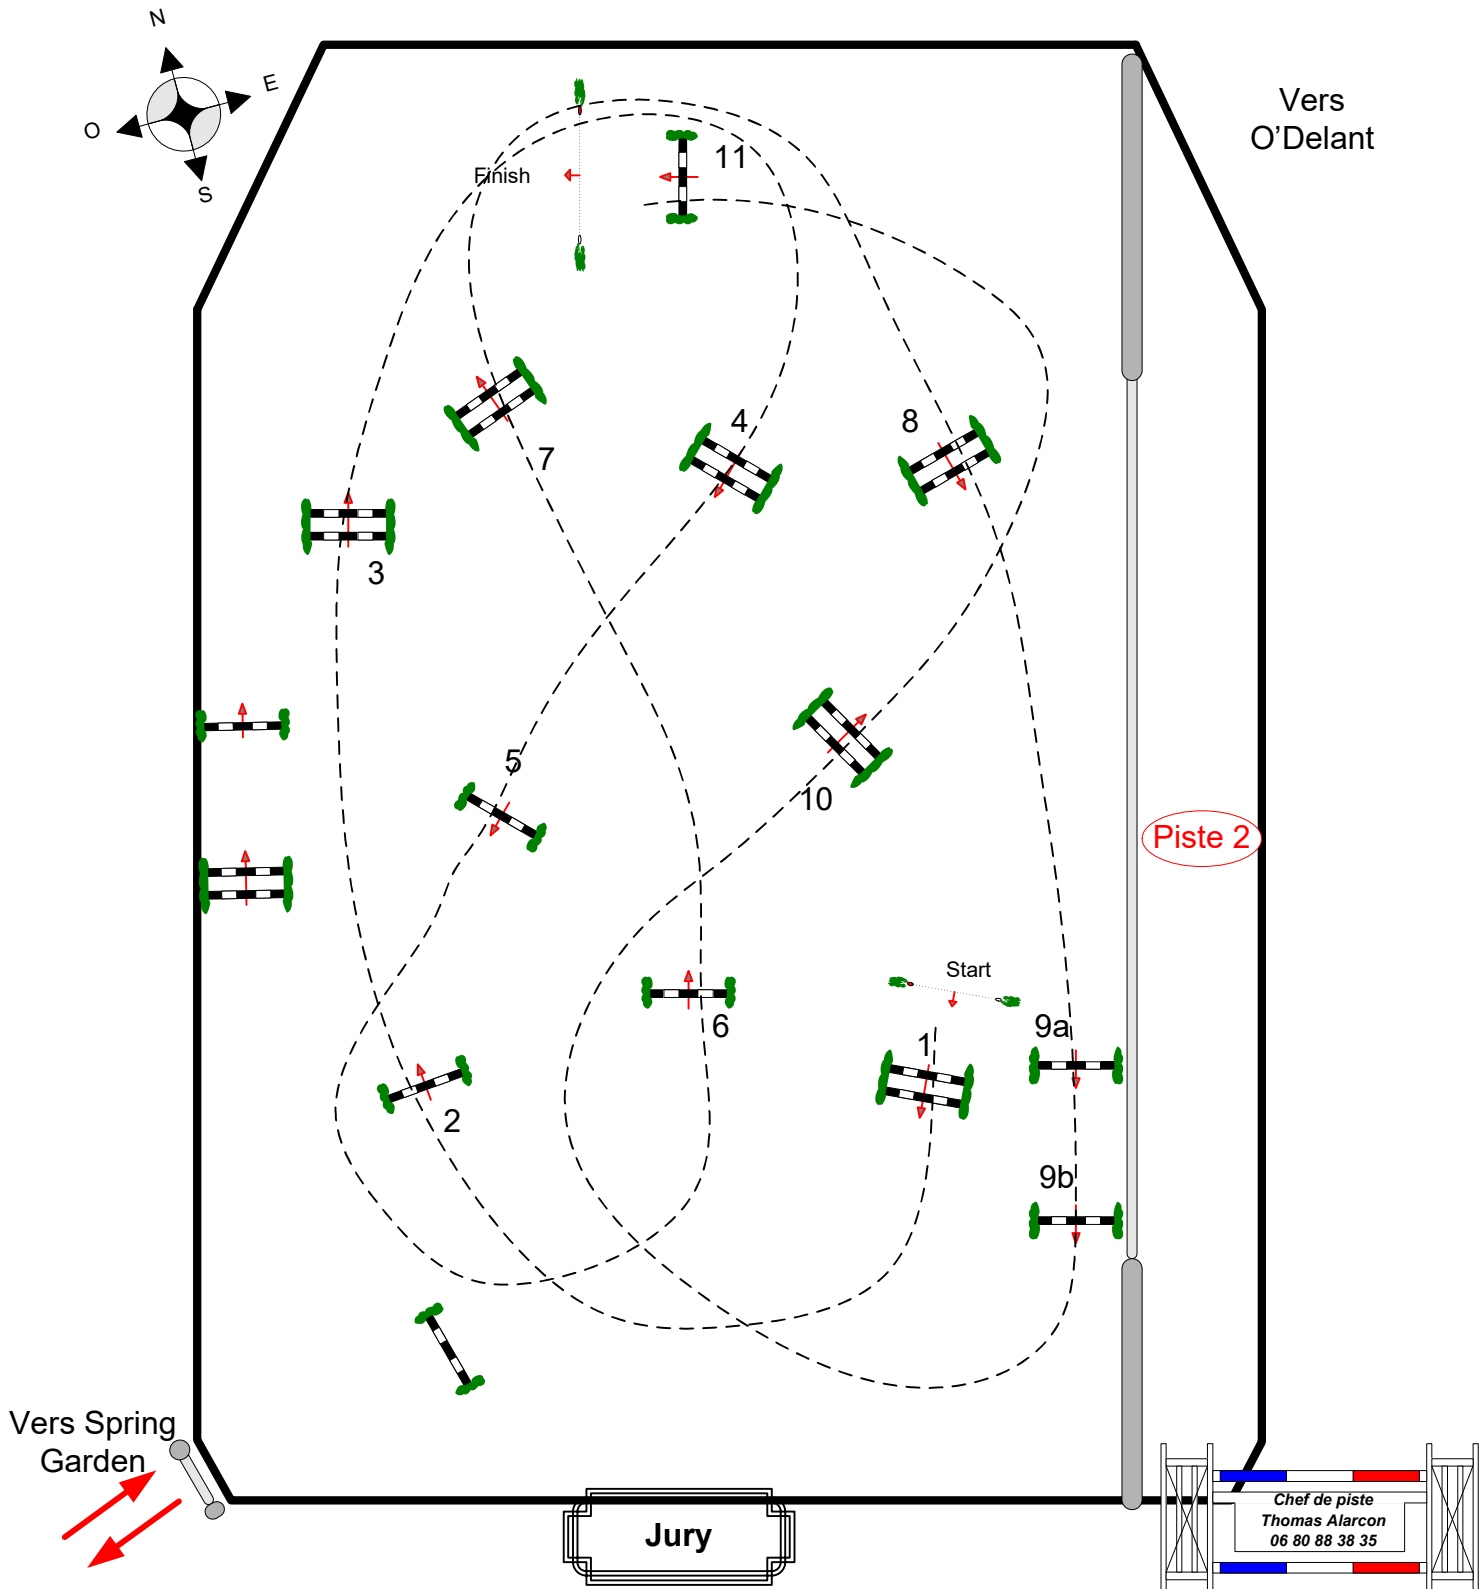 N
E
O
S
Vers
O'Delant
11
Finish
4
8
7
3
5
10
Piste 2
Start
6
9a
1
2
9b
Vers Spring
Garden
Jury
Chef de piste
Thomas Alarcon
06 80 88 38 35